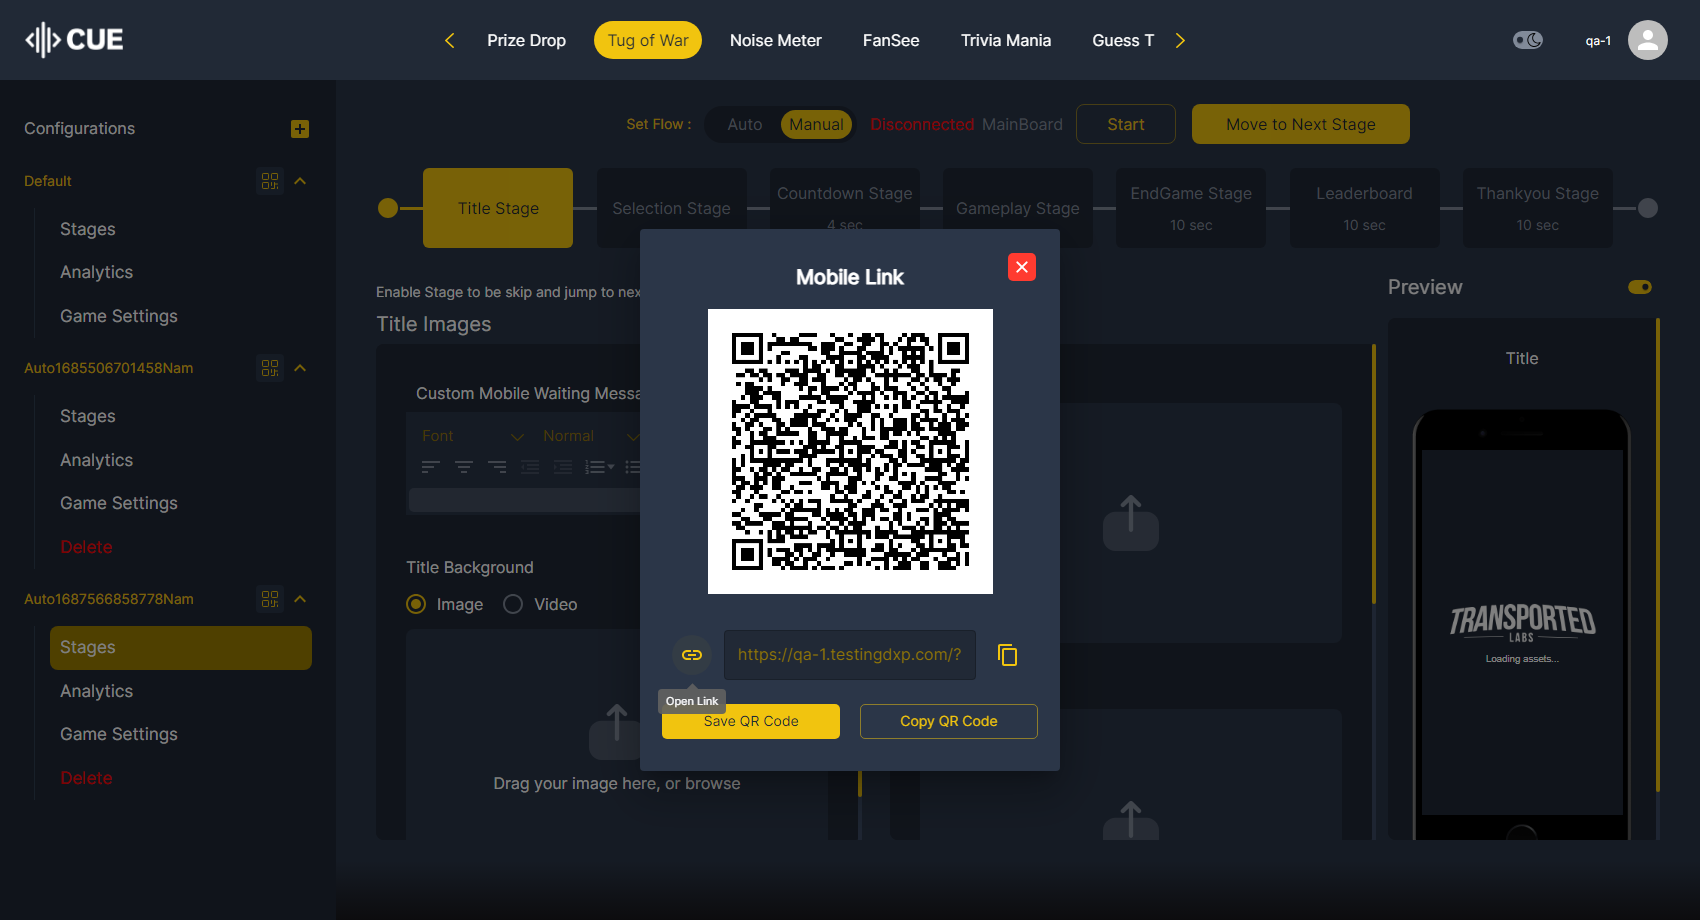 CUE
Prize Drop
Tug of War
Noise Meter
FanSee
Trivia Mania
Guess T
qa-1
Configurations
Default
Stages
Analytics
Game Settings
Auto1685506701458Nam
Stages
Analytics
Game Settings
Delete
Auto1687566858778Nam
Stages
Analytics
Game Settings
Delete
Set Flow :
Auto
Manual
Disconnected MainBoard
Start
Move to Next Stage
Title Stage
Selection Stage
Countdown Stage
4 sec
Gameplay Stage
EndGame Stage
10 sec
Leaderboard
10 sec
Thankyou Stage
10 sec
Enable Stage to be skip and jump to nex
Title Images
Custom Mobile Waiting Messa
Font
Normal
Title Background
Image
Video
Drag your image here, or browse
Mobile Link
https://qa-1.testingdxp.com/?
Open Link
Save QR Code
Copy QR Code
Preview
Title
TRANSPORTED
LABS
Loading assets...